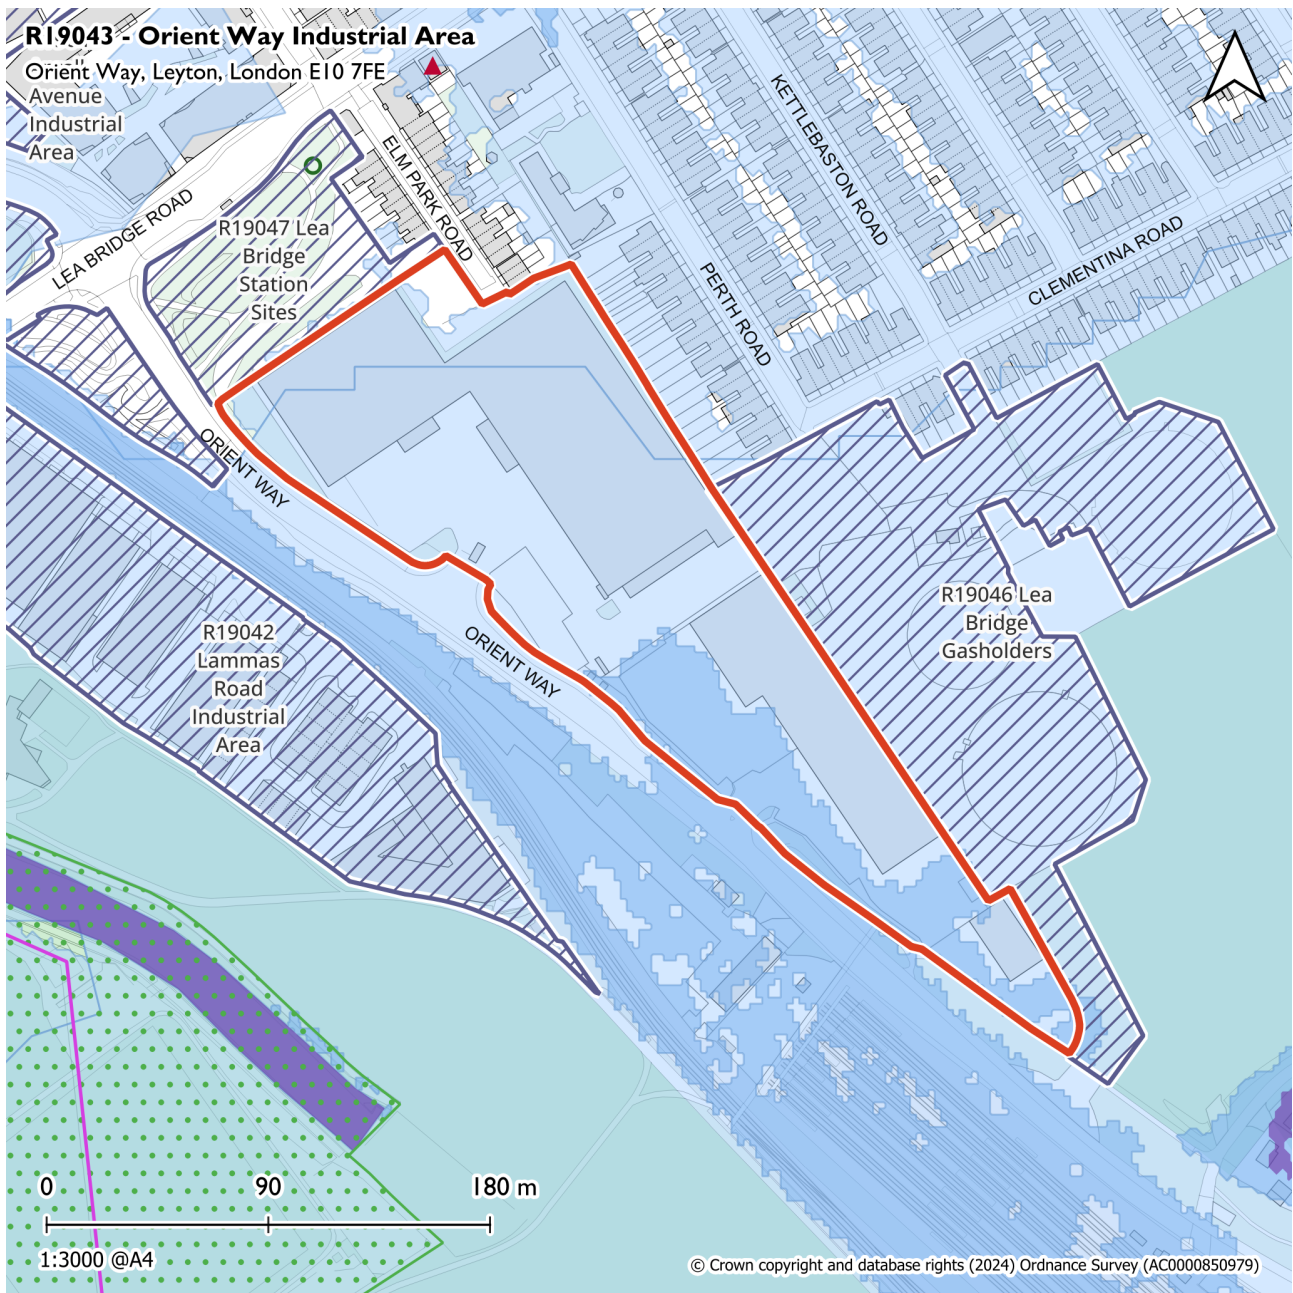 R19043 - Orient Way Industrial Area
Orient Way, Leyton, London E10 7FE
Avenue
Industrial
Area
LEA BRIDGE ROAD
ELM PARK ROAD
KETTLEBASTON ROAD
CLEMENTINA ROAD
PERTH ROAD
R19047 Lea
Bridge
Station
Sites
ORIENT WAY
ORIENT WAY
R19046 Lea
Bridge
Gasholders
R19042
Lammas
Road
Industrial
Area
0 90 180 m
1:3000 @A4
© Crown copyright and database rights (2024) Ordnance Survey (AC0000850979)